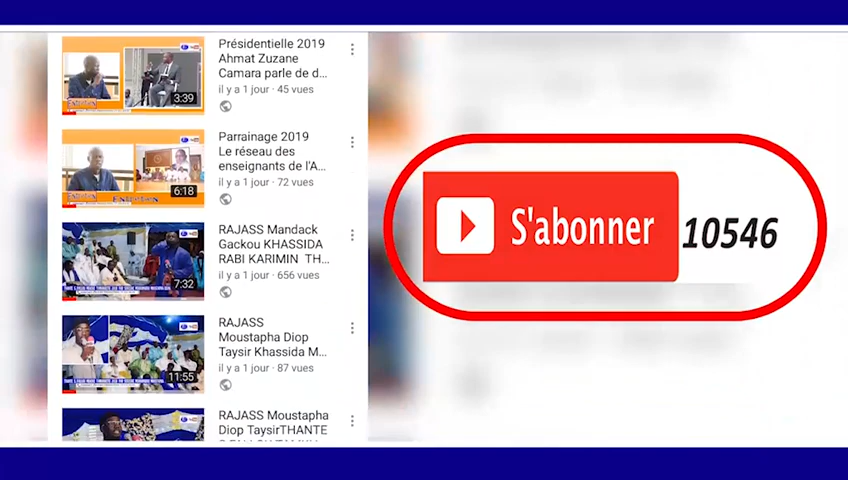 Présidentielle 2019
Ahmat Zuzane
Camara parle de d...
il y a 1 jour · 45 vues
3:39
Parrainage 2019
Le réseau des
enseignants de l'A...
il y a 1 jour · 72 vues
6:18
RAJASS Mandack
Gackou KHASSIDA
RABI KARIMIN TH...
il y a 1 jour · 656 vues
7:32
RAJASS
Moustapha Diop
Taysir Khassida M...
il y a 1 jour · 87 vues
11:55
RAJASS Moustapha
Diop TaysirTHANTE
S'abonner
10546